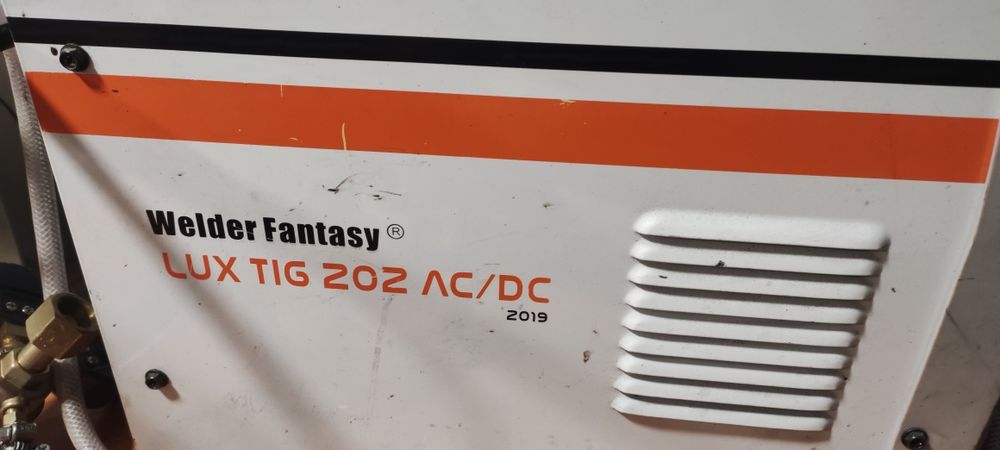 Welder Fantasy®
LUX TIG 202 AC/DC
2019